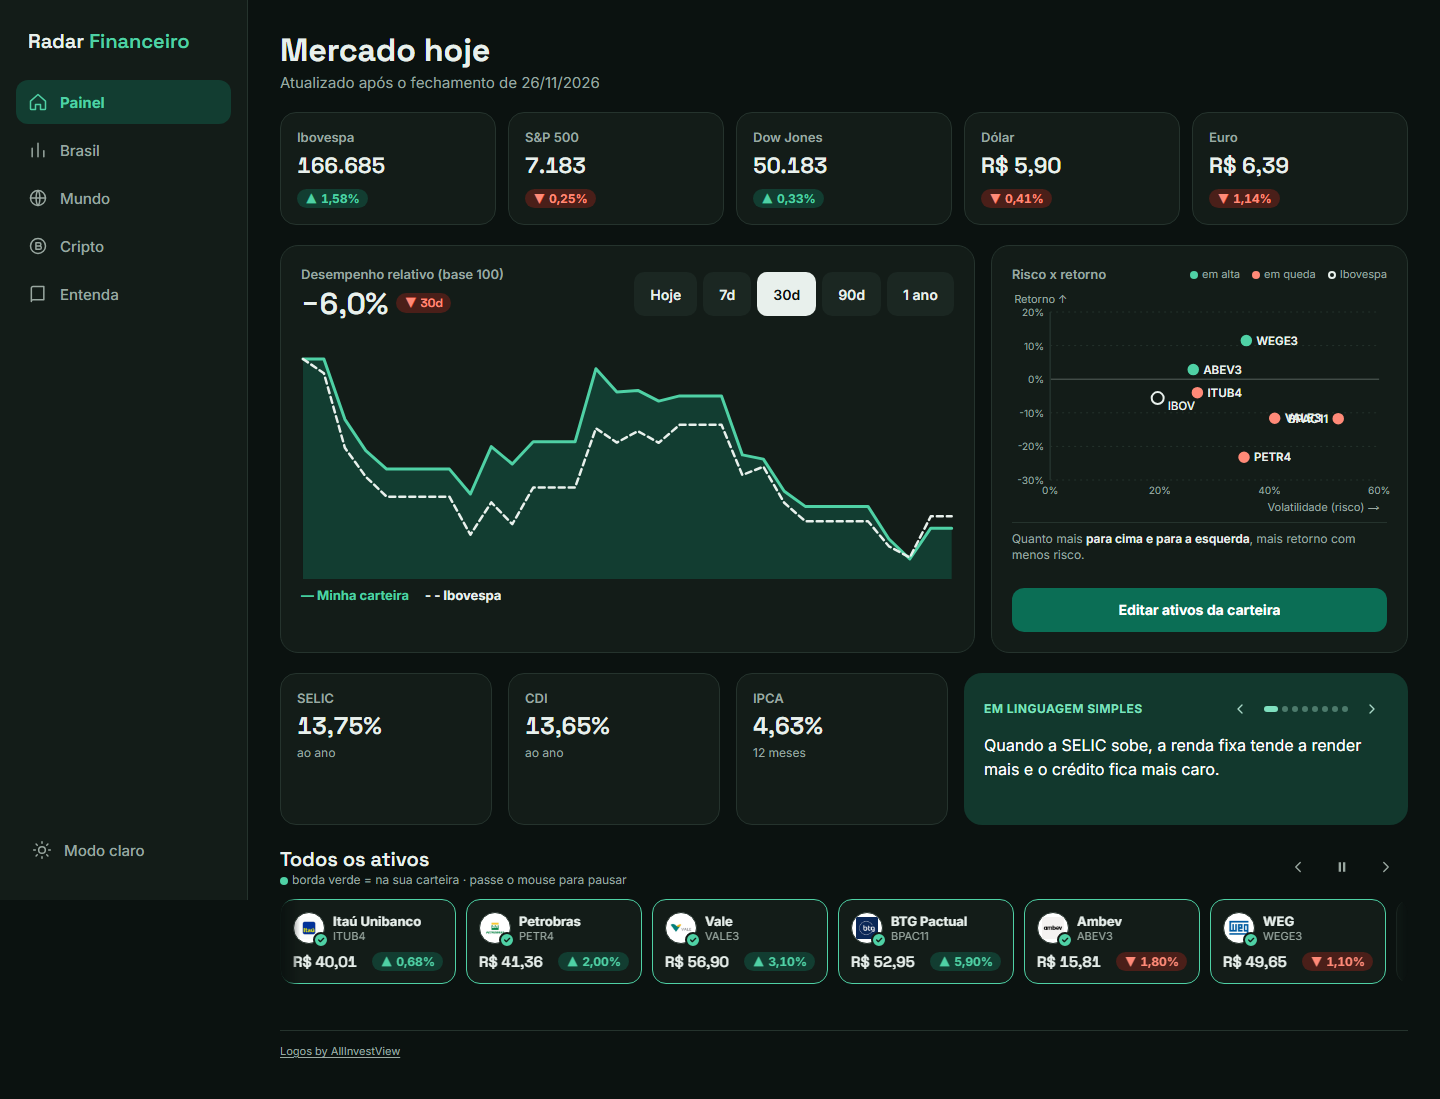 Radar Financeiro
Painel
Brasil
Mundo
Cripto
Entenda
Modo claro
Mercado hoje
Atualizado após o fechamento de 26/11/2026
Ibovespa
166.685
▲ 1,58%
S&P 500
7.183
▼ 0,25%
Dow Jones
50.183
▲ 0,33%
Dólar
R$ 5,90
▼ 0,41%
Euro
R$ 6,39
▼ 1,14%
Desempenho relativo (base 100)
−6,0% ▼ 30d
Hoje 7d 30d 90d 1 ano
— Minha carteira - - Ibovespa
Risco x retorno
em alta em queda Ibovespa
Retorno ↑
20%
10%
0%
-10%
-20%
-30%
WEGE3
ABEV3
ITUB4
IBOV
VALE3
BPAC11
PETR4
0% 20% 40% 60%
Volatilidade (risco) →
Quanto mais para cima e para a esquerda, mais retorno com
menos risco.
Editar ativos da carteira
SELIC
13,75%
ao ano
CDI
13,65%
ao ano
IPCA
4,63%
12 meses
EM LINGUAGEM SIMPLES
Quando a SELIC sobe, a renda fixa tende a render
mais e o crédito fica mais caro.
Todos os ativos
borda verde = na sua carteira · passe o mouse para pausar
Itaú Unibanco
ITUB4
R$ 40,01 ▲ 0,68%
Petrobras
PETR4
R$ 41,36 ▲ 2,00%
Vale
VALE3
R$ 56,90 ▲ 3,10%
btg
BTG Pactual
BPAC11
R$ 52,95 ▲ 5,90%
ambev
Ambev
ABEV3
R$ 15,81 ▼ 1,80%
weg
WEG
WEGE3
R$ 49,65 ▼ 1,10%
Logos by AllInvestView